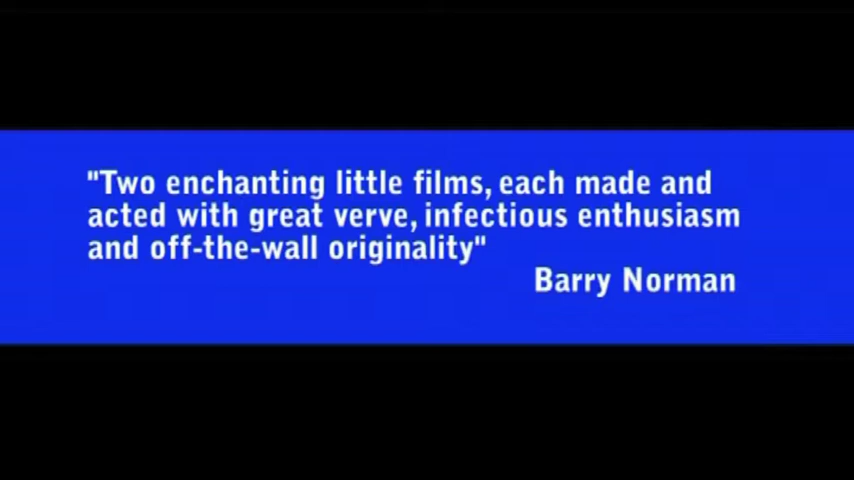 "Two enchanting little films, each made and
acted with great verve, infectious enthusiasm
and off-the-wall originality"
Barry Norman